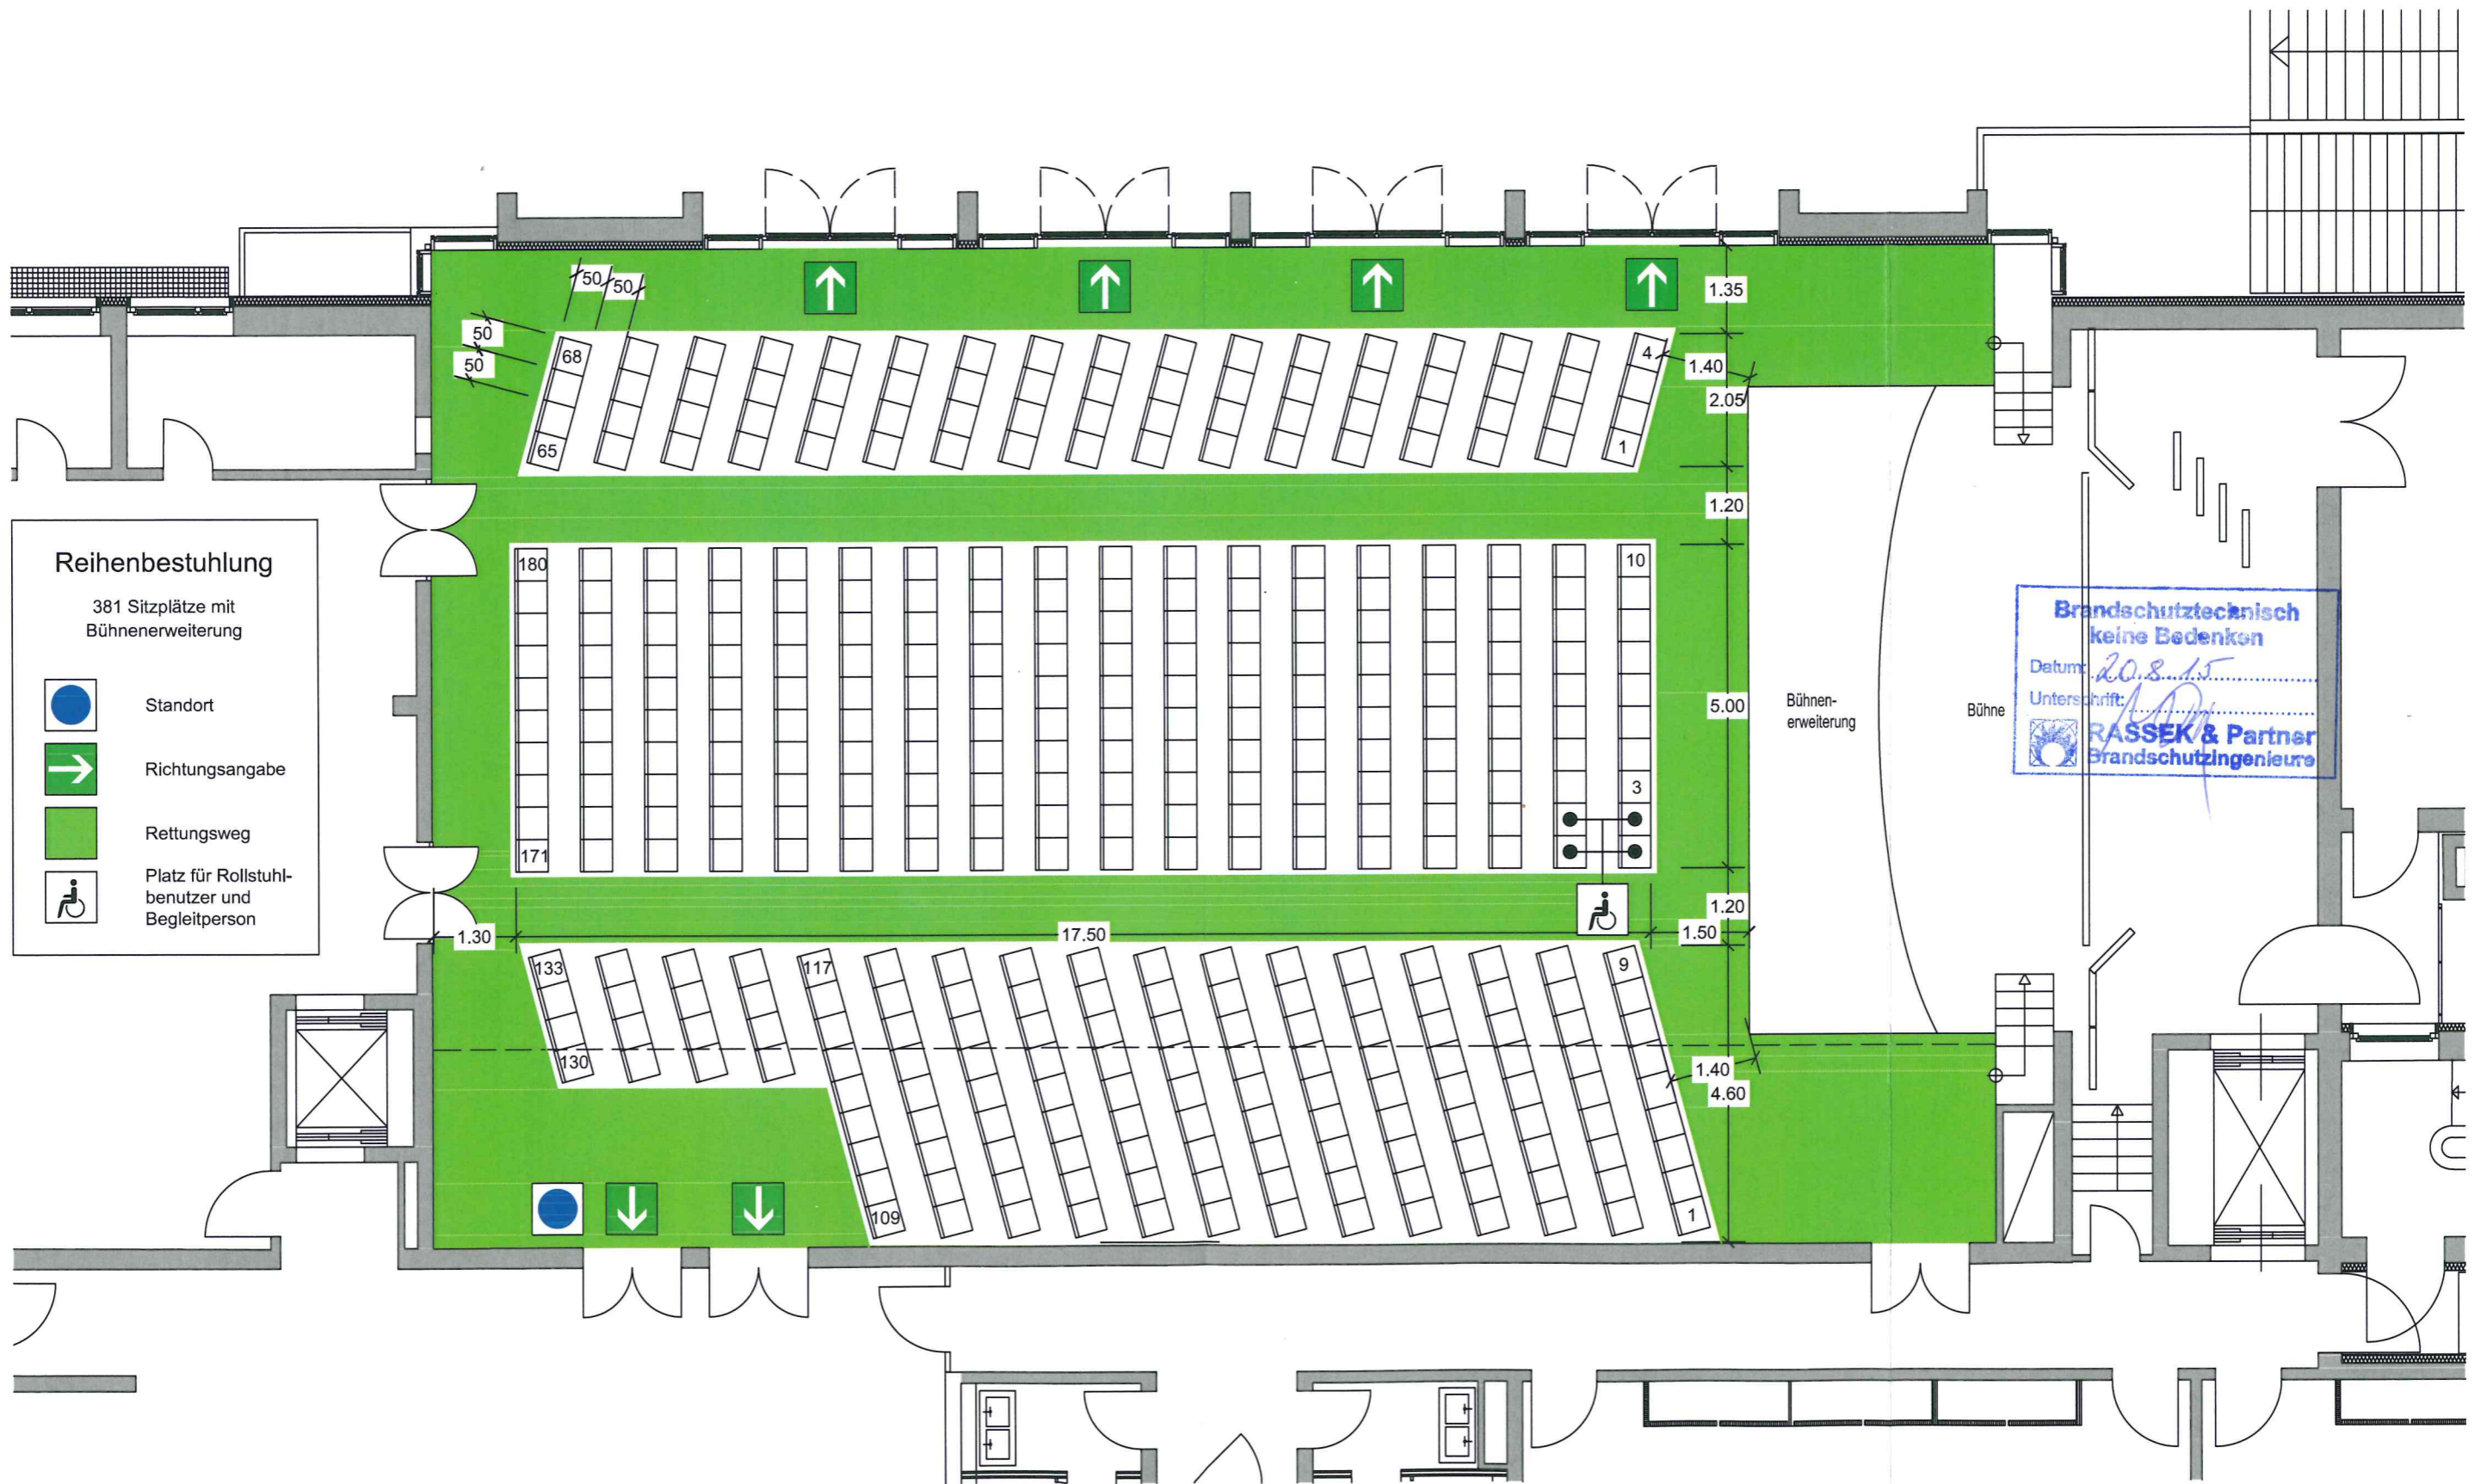 50
50
50
50
1.35
68
4
1.40
2.05
65
1
1.20
Reihenbestuhlung
381 Sitzplätze mit
Bühnenerweiterung
Standort
Richtungsangabe
Rettungsweg
Platz für Rollstuhl-
benutzer und
Begleitperson
180
10
5.00
3
171
Bühnen-
erweiterung
Bühne
Brandschutztechnisch
keine Bedenken
Datum: 20.8.15
Unterschrift:
RASSEK & Partner
Brandschutzingenieure
1.20
1.30
17.50
1.50
133
117
9
130
1.40
4.60
109
1